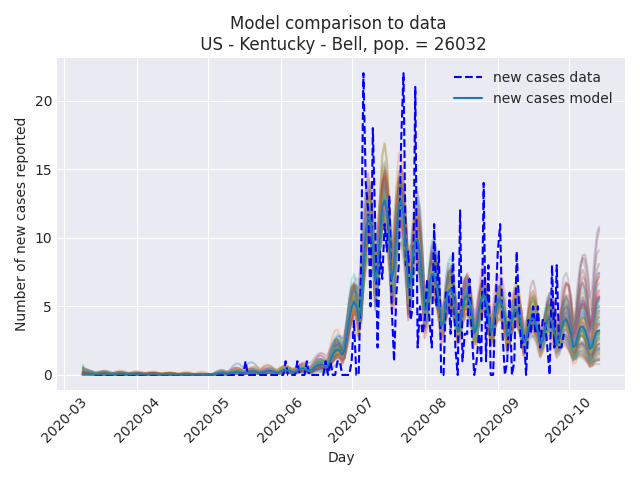 Model comparison to data
US - Kentucky - Bell, pop. = 26032
new cases data
new cases model
Number of new cases reported
20
15
10
5
0
2020-03
2020-04
2020-05
2020-06
2020-07
2020-08
2020-09
2020-10
Day